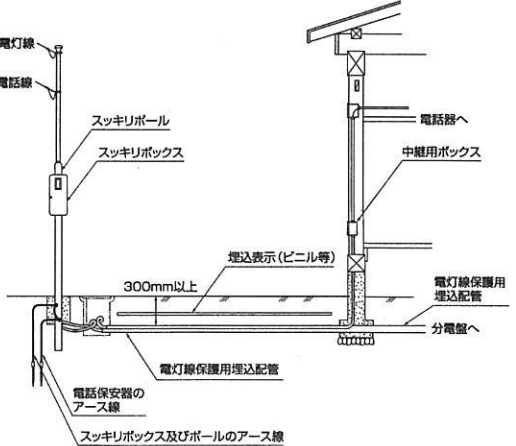 電灯線
電話線
スッキリポール
スッキリボックス
電話器へ
中継用ボックス
埋込表示(ビニル等)
300mm以上
電灯線保護用
埋込配管
分電盤へ
電灯線保護用埋込配管
電話保安器の
アース線
スッキリボックス及びポールのアース線